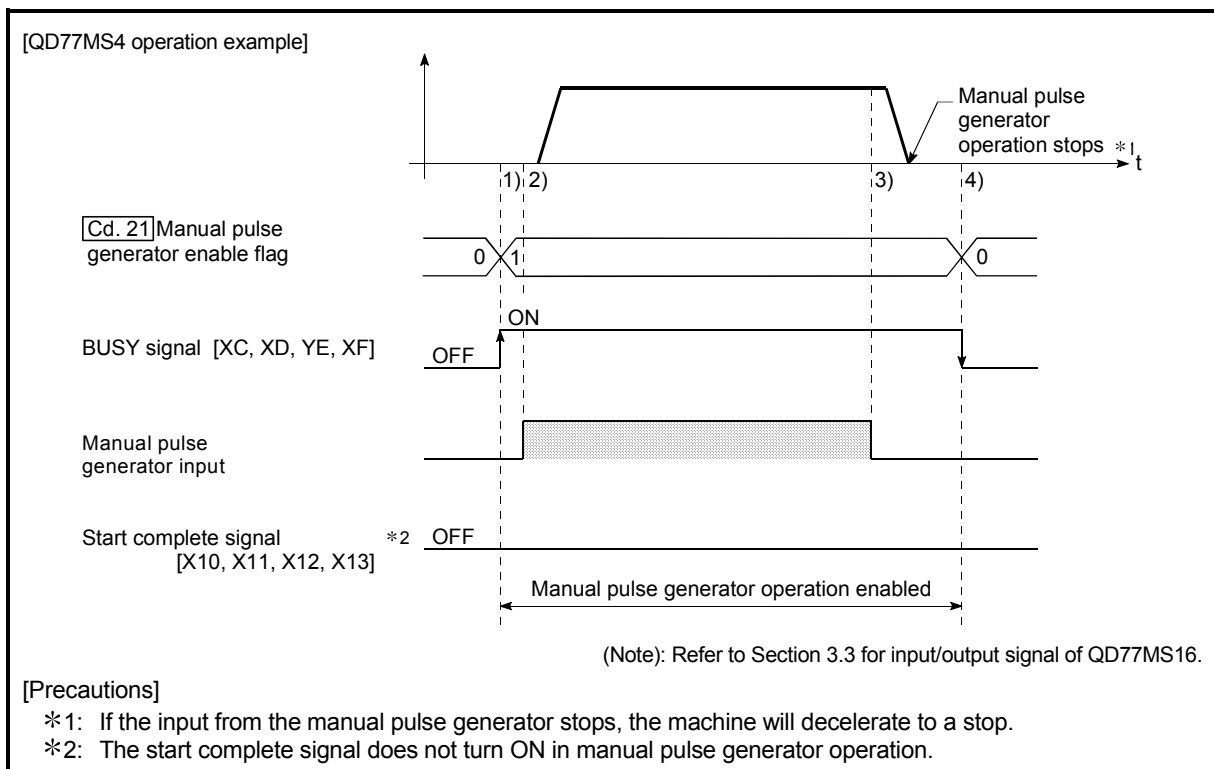 [QD77MS4 operation example]
Manual pulse
generator
operation stops *1
t
1) 2) 3) 4)
Cd. 21 Manual pulse
generator enable flag
0 1 0
ON
BUSY signal [XC, XD, YE, XF] OFF
Manual pulse
generator input
Start complete signal *2 OFF
[X10, X11, X12, X13]
Manual pulse generator operation enabled
(Note): Refer to Section 3.3 for input/output signal of QD77MS16.
[Precautions]
*1: If the input from the manual pulse generator stops, the machine will decelerate to a stop.
*2: The start complete signal does not turn ON in manual pulse generator operation.